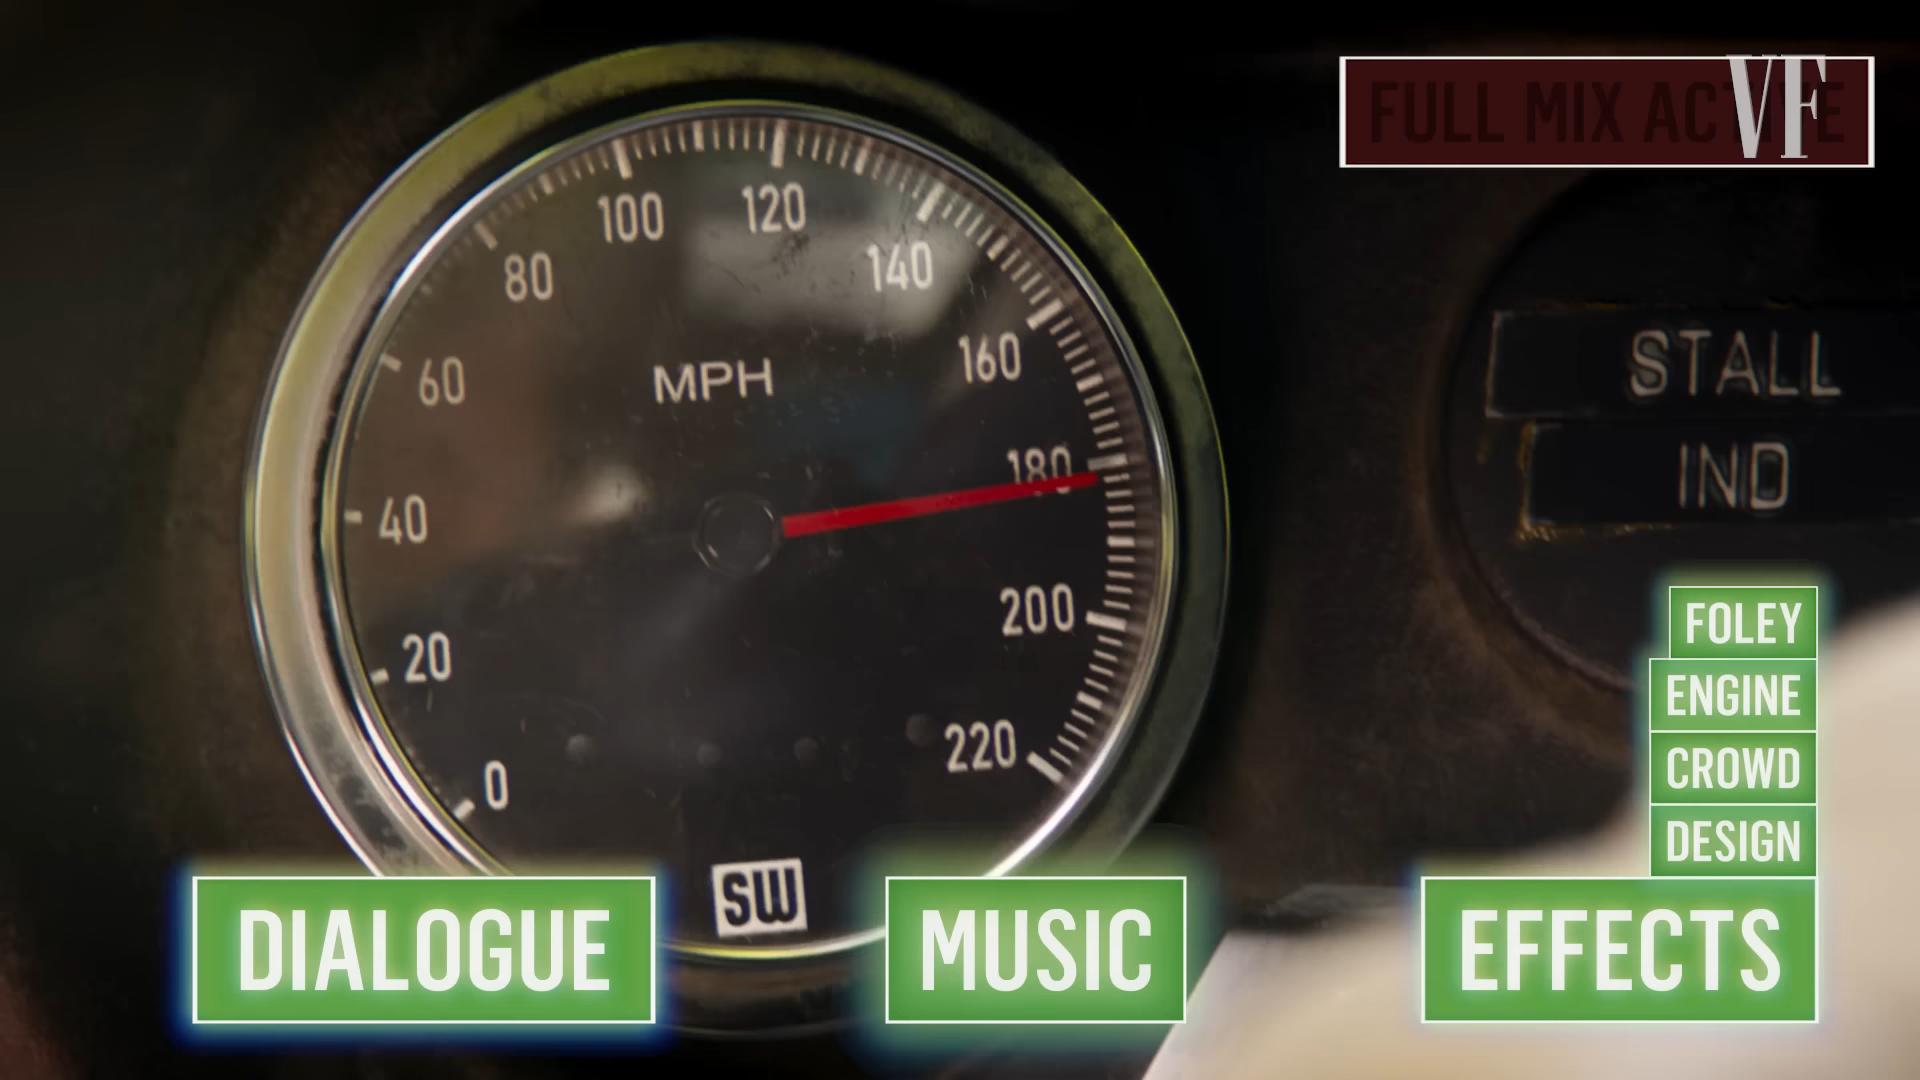 FULL MIX ACTIVE
VF
100
120
80
140
MPH
160
60
STALL
180
IND
40
200
FOLEY
20
ENGINE
220
CROWD
0
DESIGN
SW
DIALOGUE
MUSIC
EFFECTS